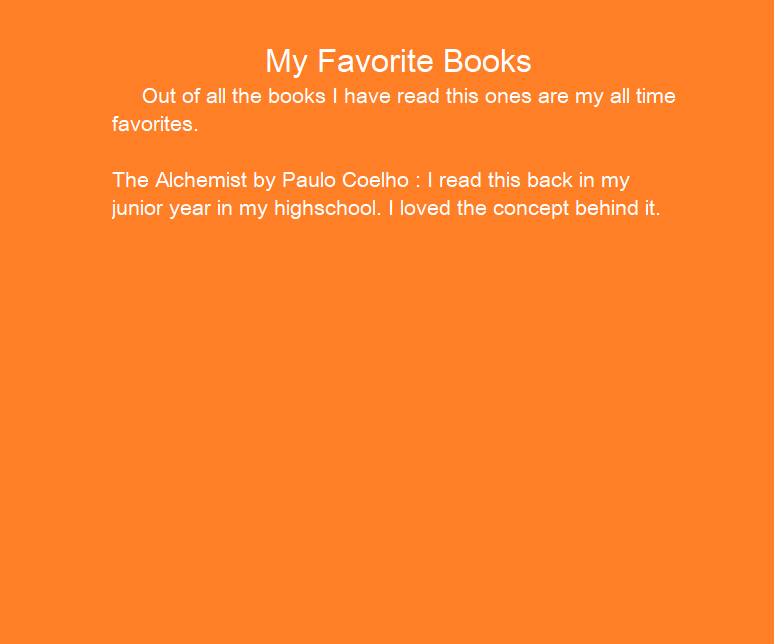 My Favorite Books
Out of all the books I have read this ones are my all time
favorites.
The Alchemist by Paulo Coelho : I read this back in my
junior year in my highschool. I loved the concept behind it.